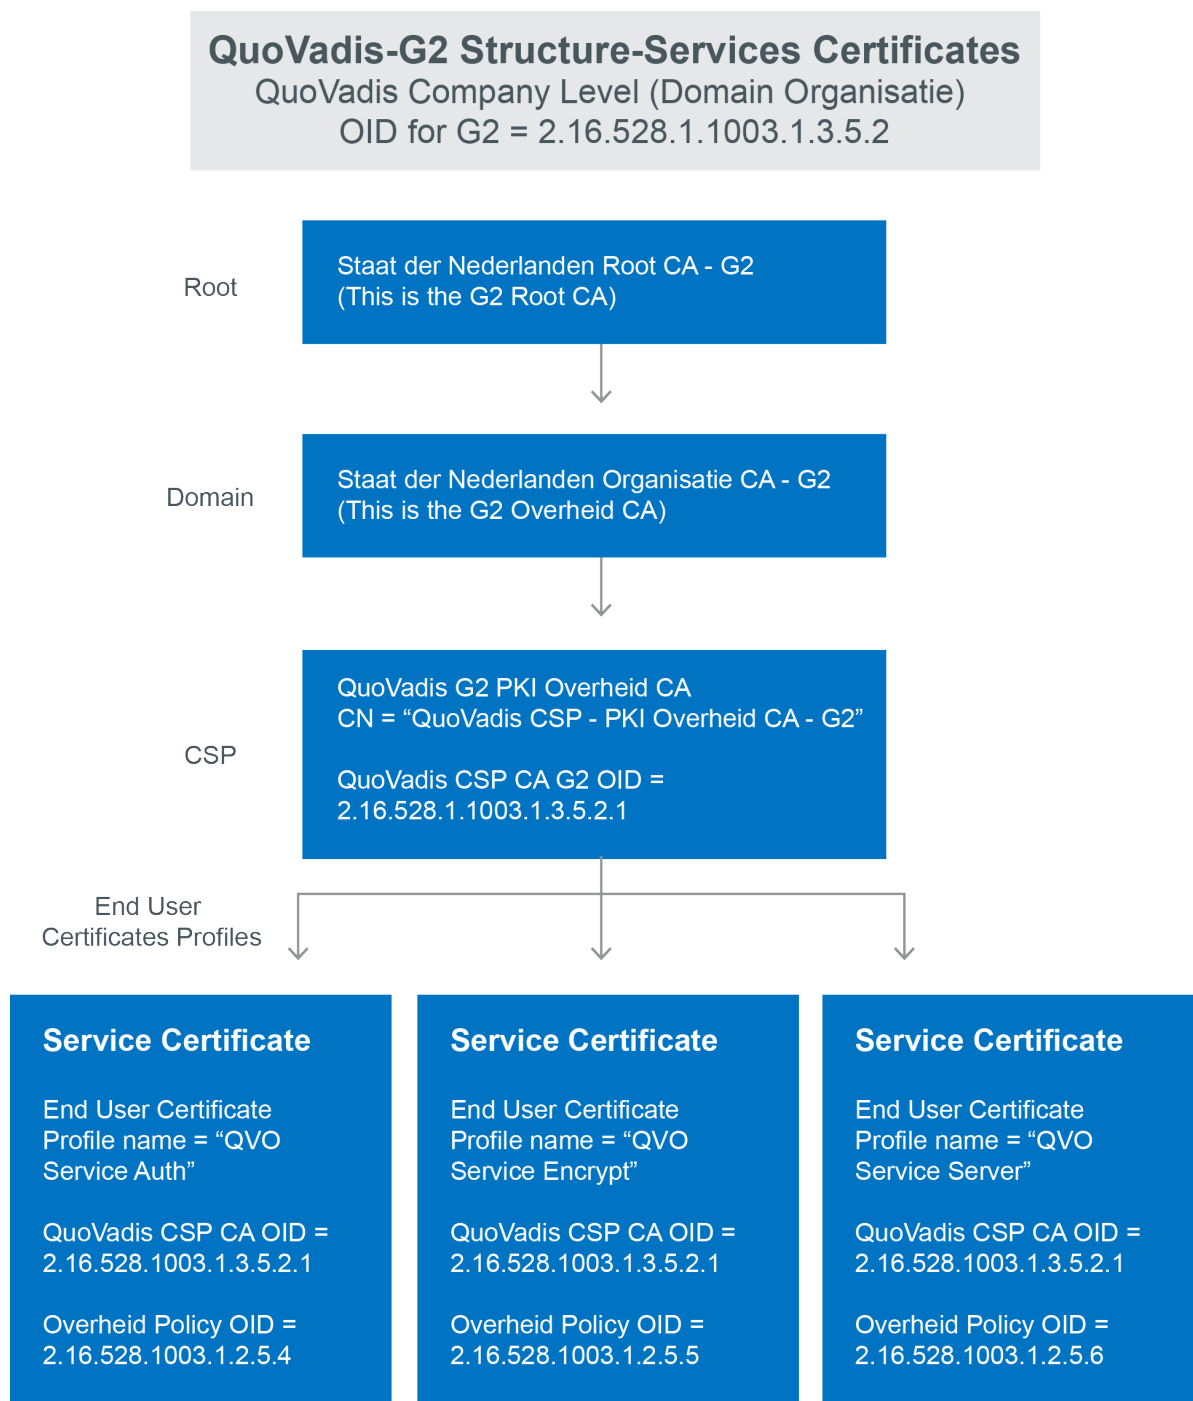 QuoVadis-G2 Structure-Services Certificates
QuoVadis Company Level (Domain Organisatie)
OID for G2 = 2.16.528.1.1003.1.3.5.2
Root
Staat der Nederlanden Root CA - G2
(This is the G2 Root CA)
Domain
Staat der Nederlanden Organisatie CA - G2
(This is the G2 Overheid CA)
CSP
QuoVadis G2 PKI Overheid CA
CN = “QuoVadis CSP - PKI Overheid CA - G2”
QuoVadis CSP CA G2 OID =
2.16.528.1.1003.1.3.5.2.1
End User
Certificates Profiles
Service Certificate
End User Certificate
Profile name = “QVO
Service Auth”
QuoVadis CSP CA OID =
2.16.528.1003.1.3.5.2.1
Overheid Policy OID =
2.16.528.1003.1.2.5.4
Service Certificate
End User Certificate
Profile name = “QVO
Service Encrypt”
QuoVadis CSP CA OID =
2.16.528.1003.1.3.5.2.1
Overheid Policy OID =
2.16.528.1003.1.2.5.5
Service Certificate
End User Certificate
Profile name = “QVO
Service Server”
QuoVadis CSP CA OID =
2.16.528.1003.1.3.5.2.1
Overheid Policy OID =
2.16.528.1003.1.2.5.6